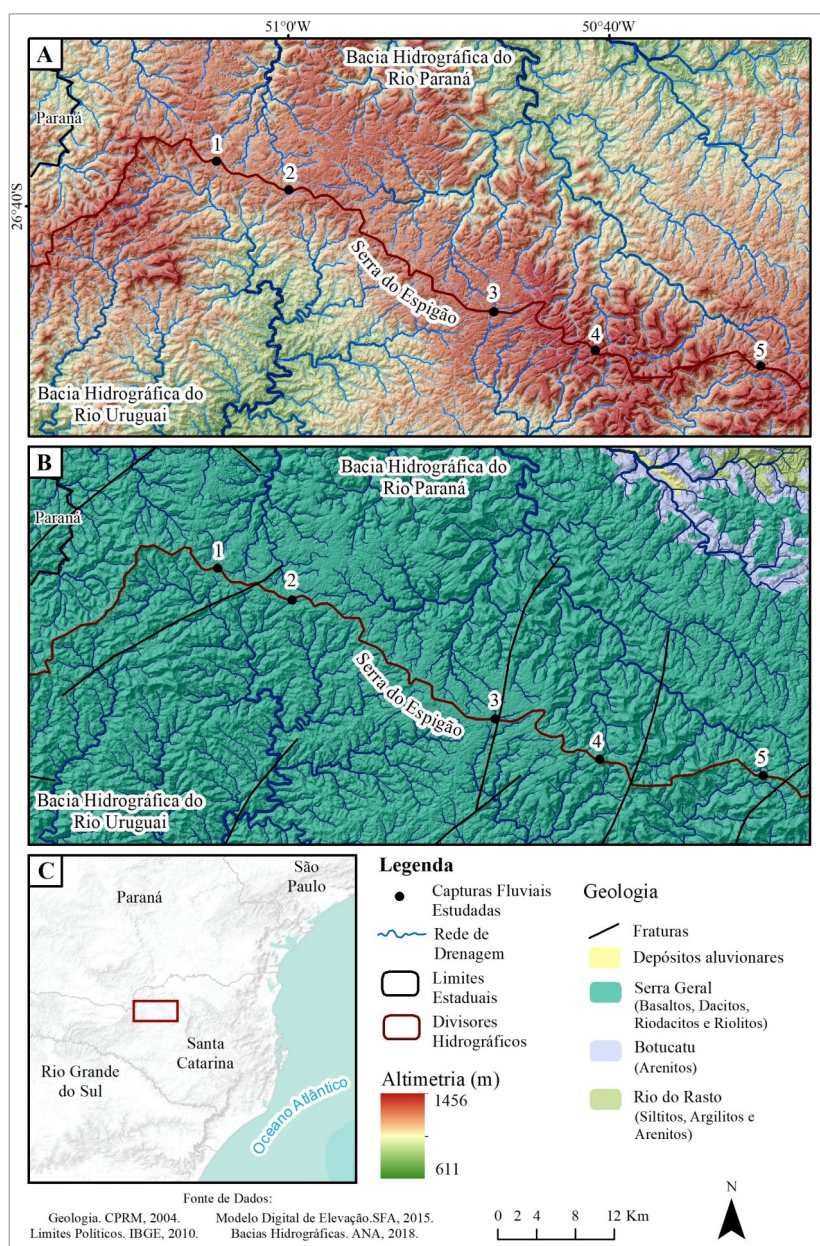 51°0'W
50°40'W
A
Bacia Hidrográfica do
Rio Paraná
Paraná
1
2
26°40'S
Serra do Espigão
3
4
5
Bacia Hidrográfica do
Rio Uruguai
B
Bacia Hidrográfica do
Rio Paraná
Paraná
1
2
Serra do Espigão
3
4
5
Bacia Hidrográfica do
Rio Uruguai
C
São
Paulo
Paraná
Santa
Catarina
Rio Grande
do Sul
Oceano Atlântico
Legenda
Capturas Fluviais
Estudadas
Rede de
Drenagem
Limites
Estaduais
Divisores
Hidrográficos
Altimetria (m)
1456
611
Geologia
Fraturas
Depósitos aluvionares
Serra Geral
(Basaltos, Dacitos,
Riodacitos e Riolitos)
Botucatu
(Arenitos)
Rio do Rasto
(Siltitos, Argilitos e
Arenitos)
Fonte de Dados:
Geologia. CPRM, 2004. Modelo Digital de Elevação.SFA, 2015.
Limites Politicos. IBGE, 2010. Bacias Hidrográficas. ANA, 2018.
0 2 4 8 12 Km
N